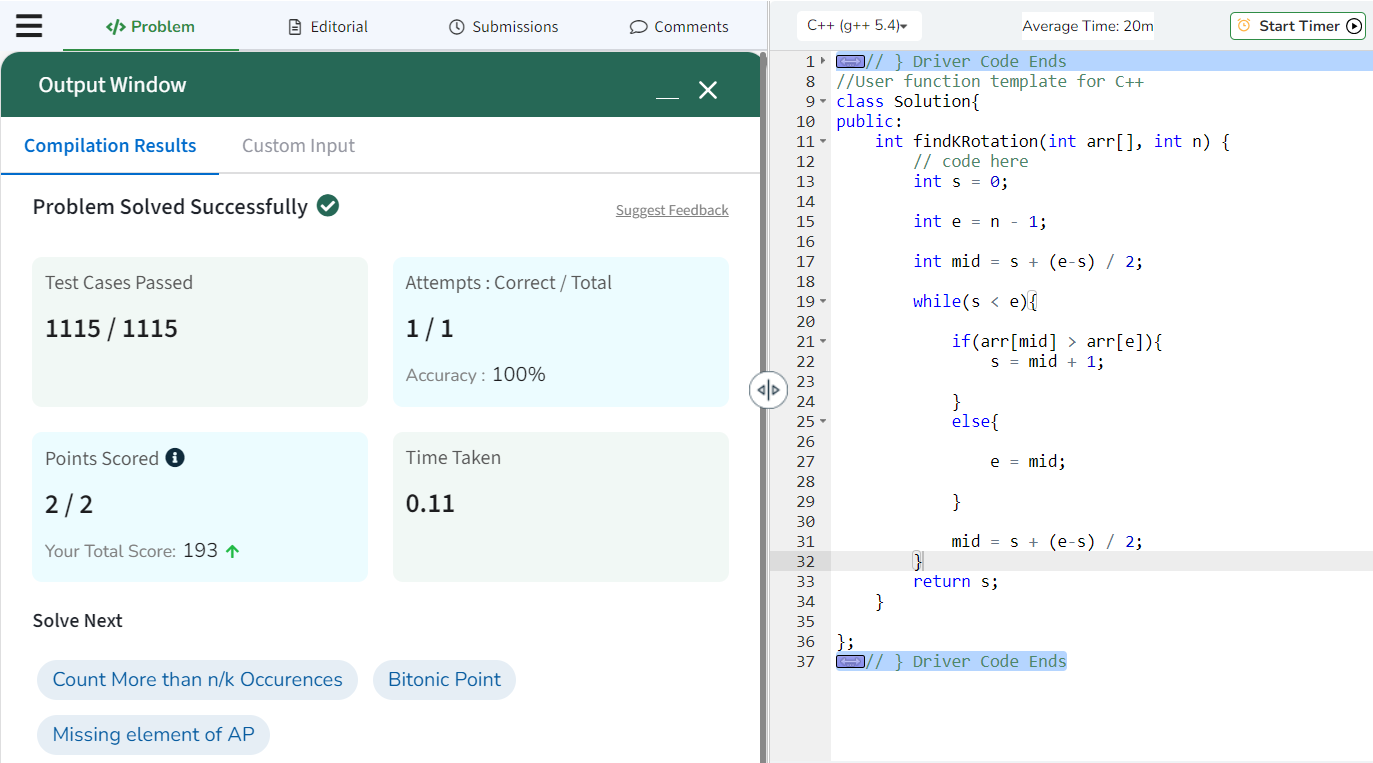 </> Problem
Editorial
Submissions
Comments
Output Window
Compilation Results
Custom Input
Problem Solved Successfully
Suggest Feedback
Test Cases Passed
1115 / 1115
Attempts : Correct / Total
1 / 1
Accuracy : 100%
Points Scored
2 / 2
Your Total Score: 193
Time Taken
0.11
Solve Next
Count More than n/k Occurences
Bitonic Point
Missing element of AP
C++ (g++ 5.4)
Average Time: 20m
Start Timer
1 // } Driver Code Ends
8 //User function template for C++
9 class Solution{
10 public:
11     int findKRotation(int arr[], int n) {
12         // code here
13         int s = 0;
14
15         int e = n - 1;
16
17         int mid = s + (e-s) / 2;
18
19         while(s < e){
20
21             if(arr[mid] > arr[e]){
22                 s = mid + 1;
23
24             }
25             else{
26
27                 e = mid;
28
29             }
30
31             mid = s + (e-s) / 2;
32         }
33         return s;
34     }
35
36 };
37 // } Driver Code Ends